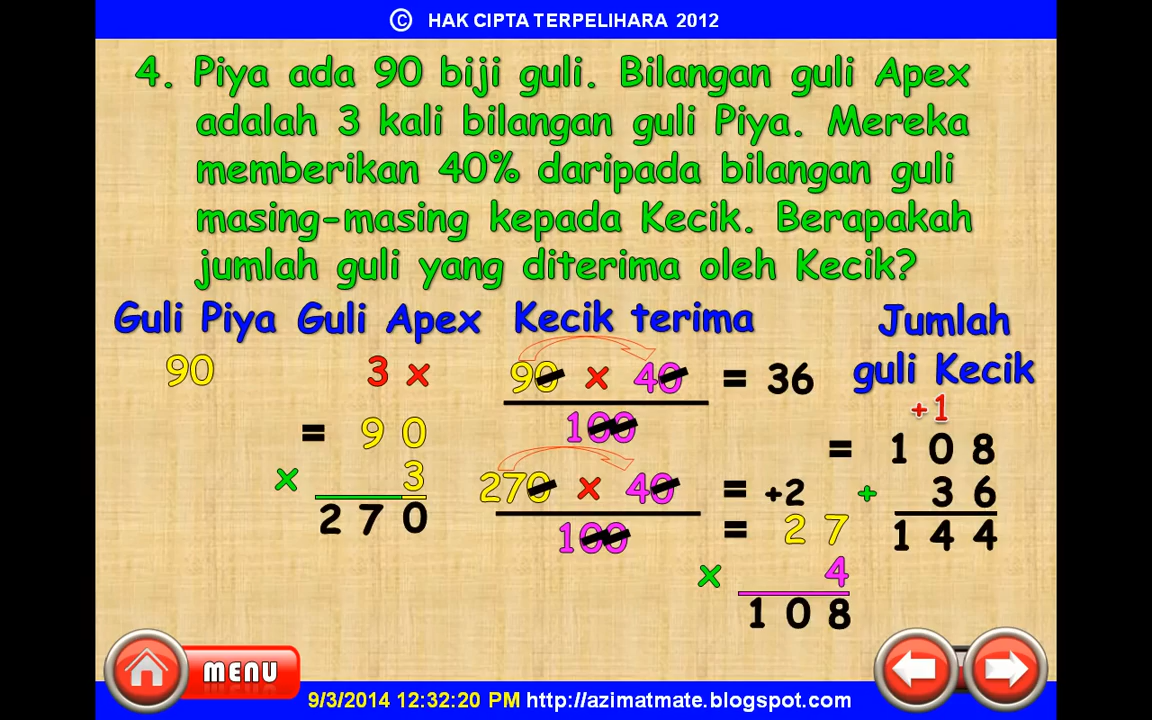 © HAK CIPTA TERPELIHARA 2012
4. Piya ada 90 biji guli. Bilangan guli Apex
adalah 3 kali bilangan guli Piya. Mereka
memberikan 40% daripada bilangan guli
masing-masing kepada Kecik. Berapakah
jumlah guli yang diterima oleh Kecik?
Guli Piya
90
Guli Apex
3 x
= 9 0
x 3
2 7 0
Kecik terima
90 x 40 = 36
100
270 x 40 = +2
100
= 2 7
x 4
1 0 8
Jumlah
guli Kecik
+1
= 1 0 8
+ 3 6
1 4 4
MENU
9/3/2014 12:32:20 PM http://azimatmate.blogspot.com